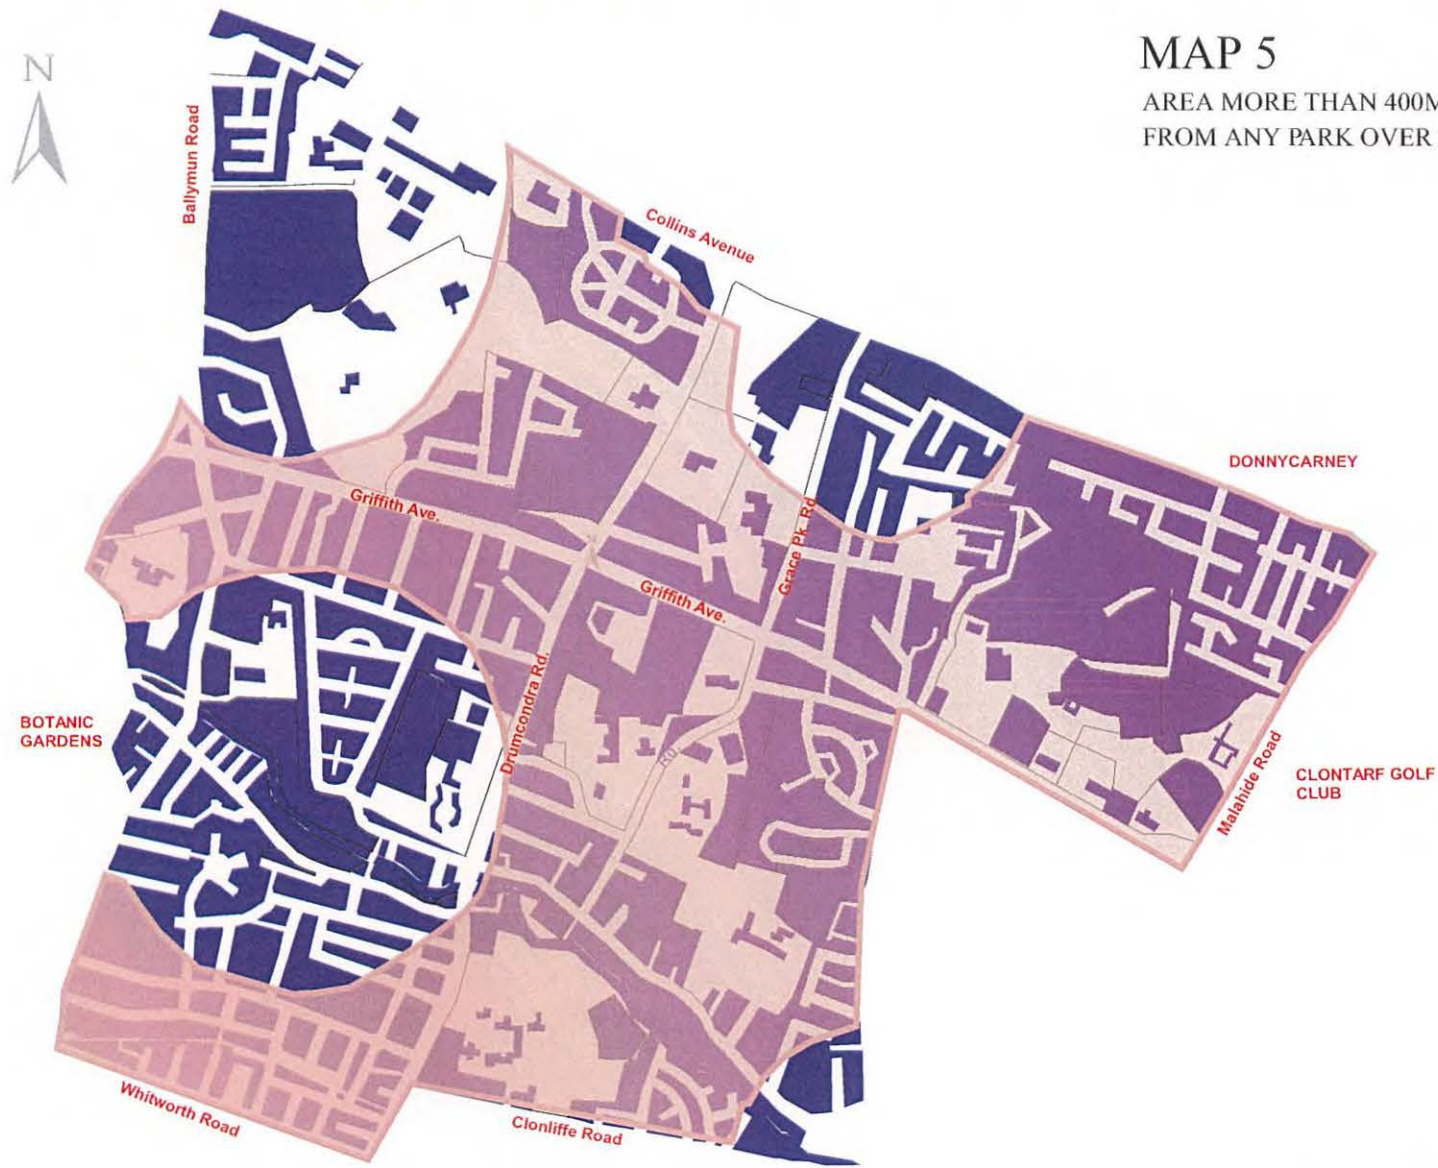 MAP 5
AREA MORE THAN 400M
FROM ANY PARK OVER
N
Ballymun Road
Collins Avenue
DONNYCARNEY
Griffith Ave.
Grace Pk. Rd
Griffith Ave.
Drumcondra Rd.
BOTANIC
GARDENS
Rd.
Malahide Road
CLONTARF GOLF
CLUB
Whitworth Road
Clonliffe Road